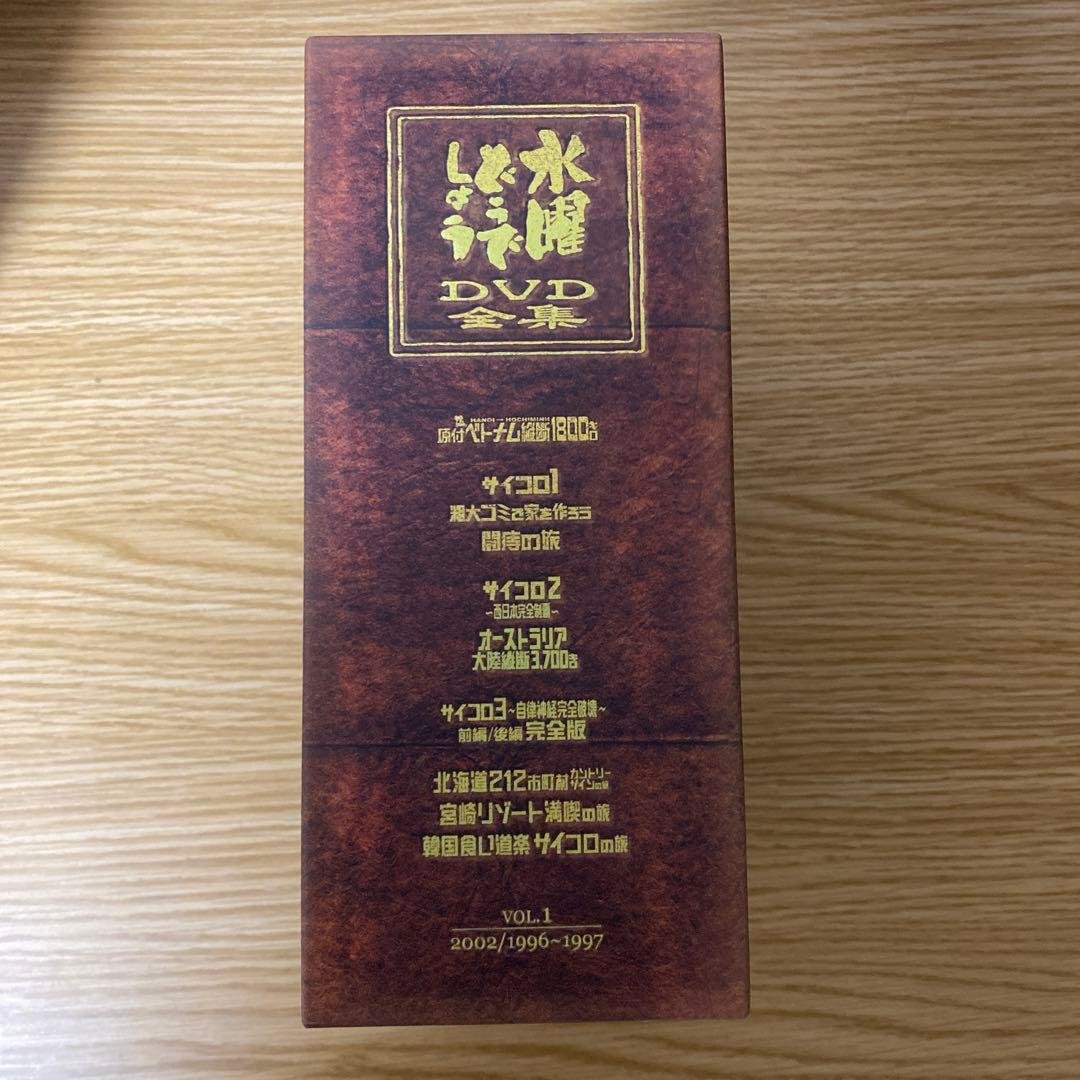 水曜
どうで
しょう
DVD
全集
HANOI→HOCHIMINH
原付ベトナム縦断1800キロ
サイコロ1
粗大ゴミで家を作ろう
闘痔の旅
サイコロ2
~西日本完全制覇~
オーストラリア
大陸縦断3,700キロ
サイコロ3~自律神経完全破壊~
前編/後編 完全版
北海道212市町村カントリーサインの旅
宮崎リゾート満喫の旅
韓国食い道楽サイコロの旅
VOL.1
2002/1996~1997